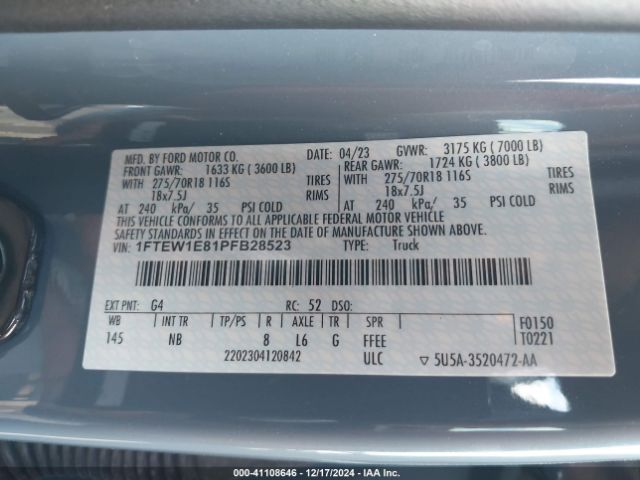 MFD. BY FORD MOTOR CO. DATE: 04/23 GVWR: 3175 KG ( 7000 LB)
FRONT GAWR: 1633 KG ( 3600 LB) REAR GAWR: 1724 KG ( 3800 LB)
WITH 275/70R18 116S TIRES 275/70R18 116S TIRES
18x7.5J RIMS WITH 18x7.5J RIMS
AT 240 kPa/ 35 PSI COLD AT 240 kPa/ 35 PSI COLD
THIS VEHICLE CONFORMS TO ALL APPLICABLE FEDERAL MOTOR VEHICLE
SAFETY STANDARDS IN EFFECT ON THE DATE OF MANUFACTURE SHOWN ABOVE.
VIN: 1FTEW1E81PFB28523 TYPE: Truck
EXT PNT: G4 RC: 52 DSO:
WB INT TR TP/PS R AXLE TR SPR F0150
145 NB 8 L6 G FFEE T0221
2202304120842 ULC ▽ 5U5A-3520472-AA
000-41108646 - 12/17/2024 - IAA Inc.